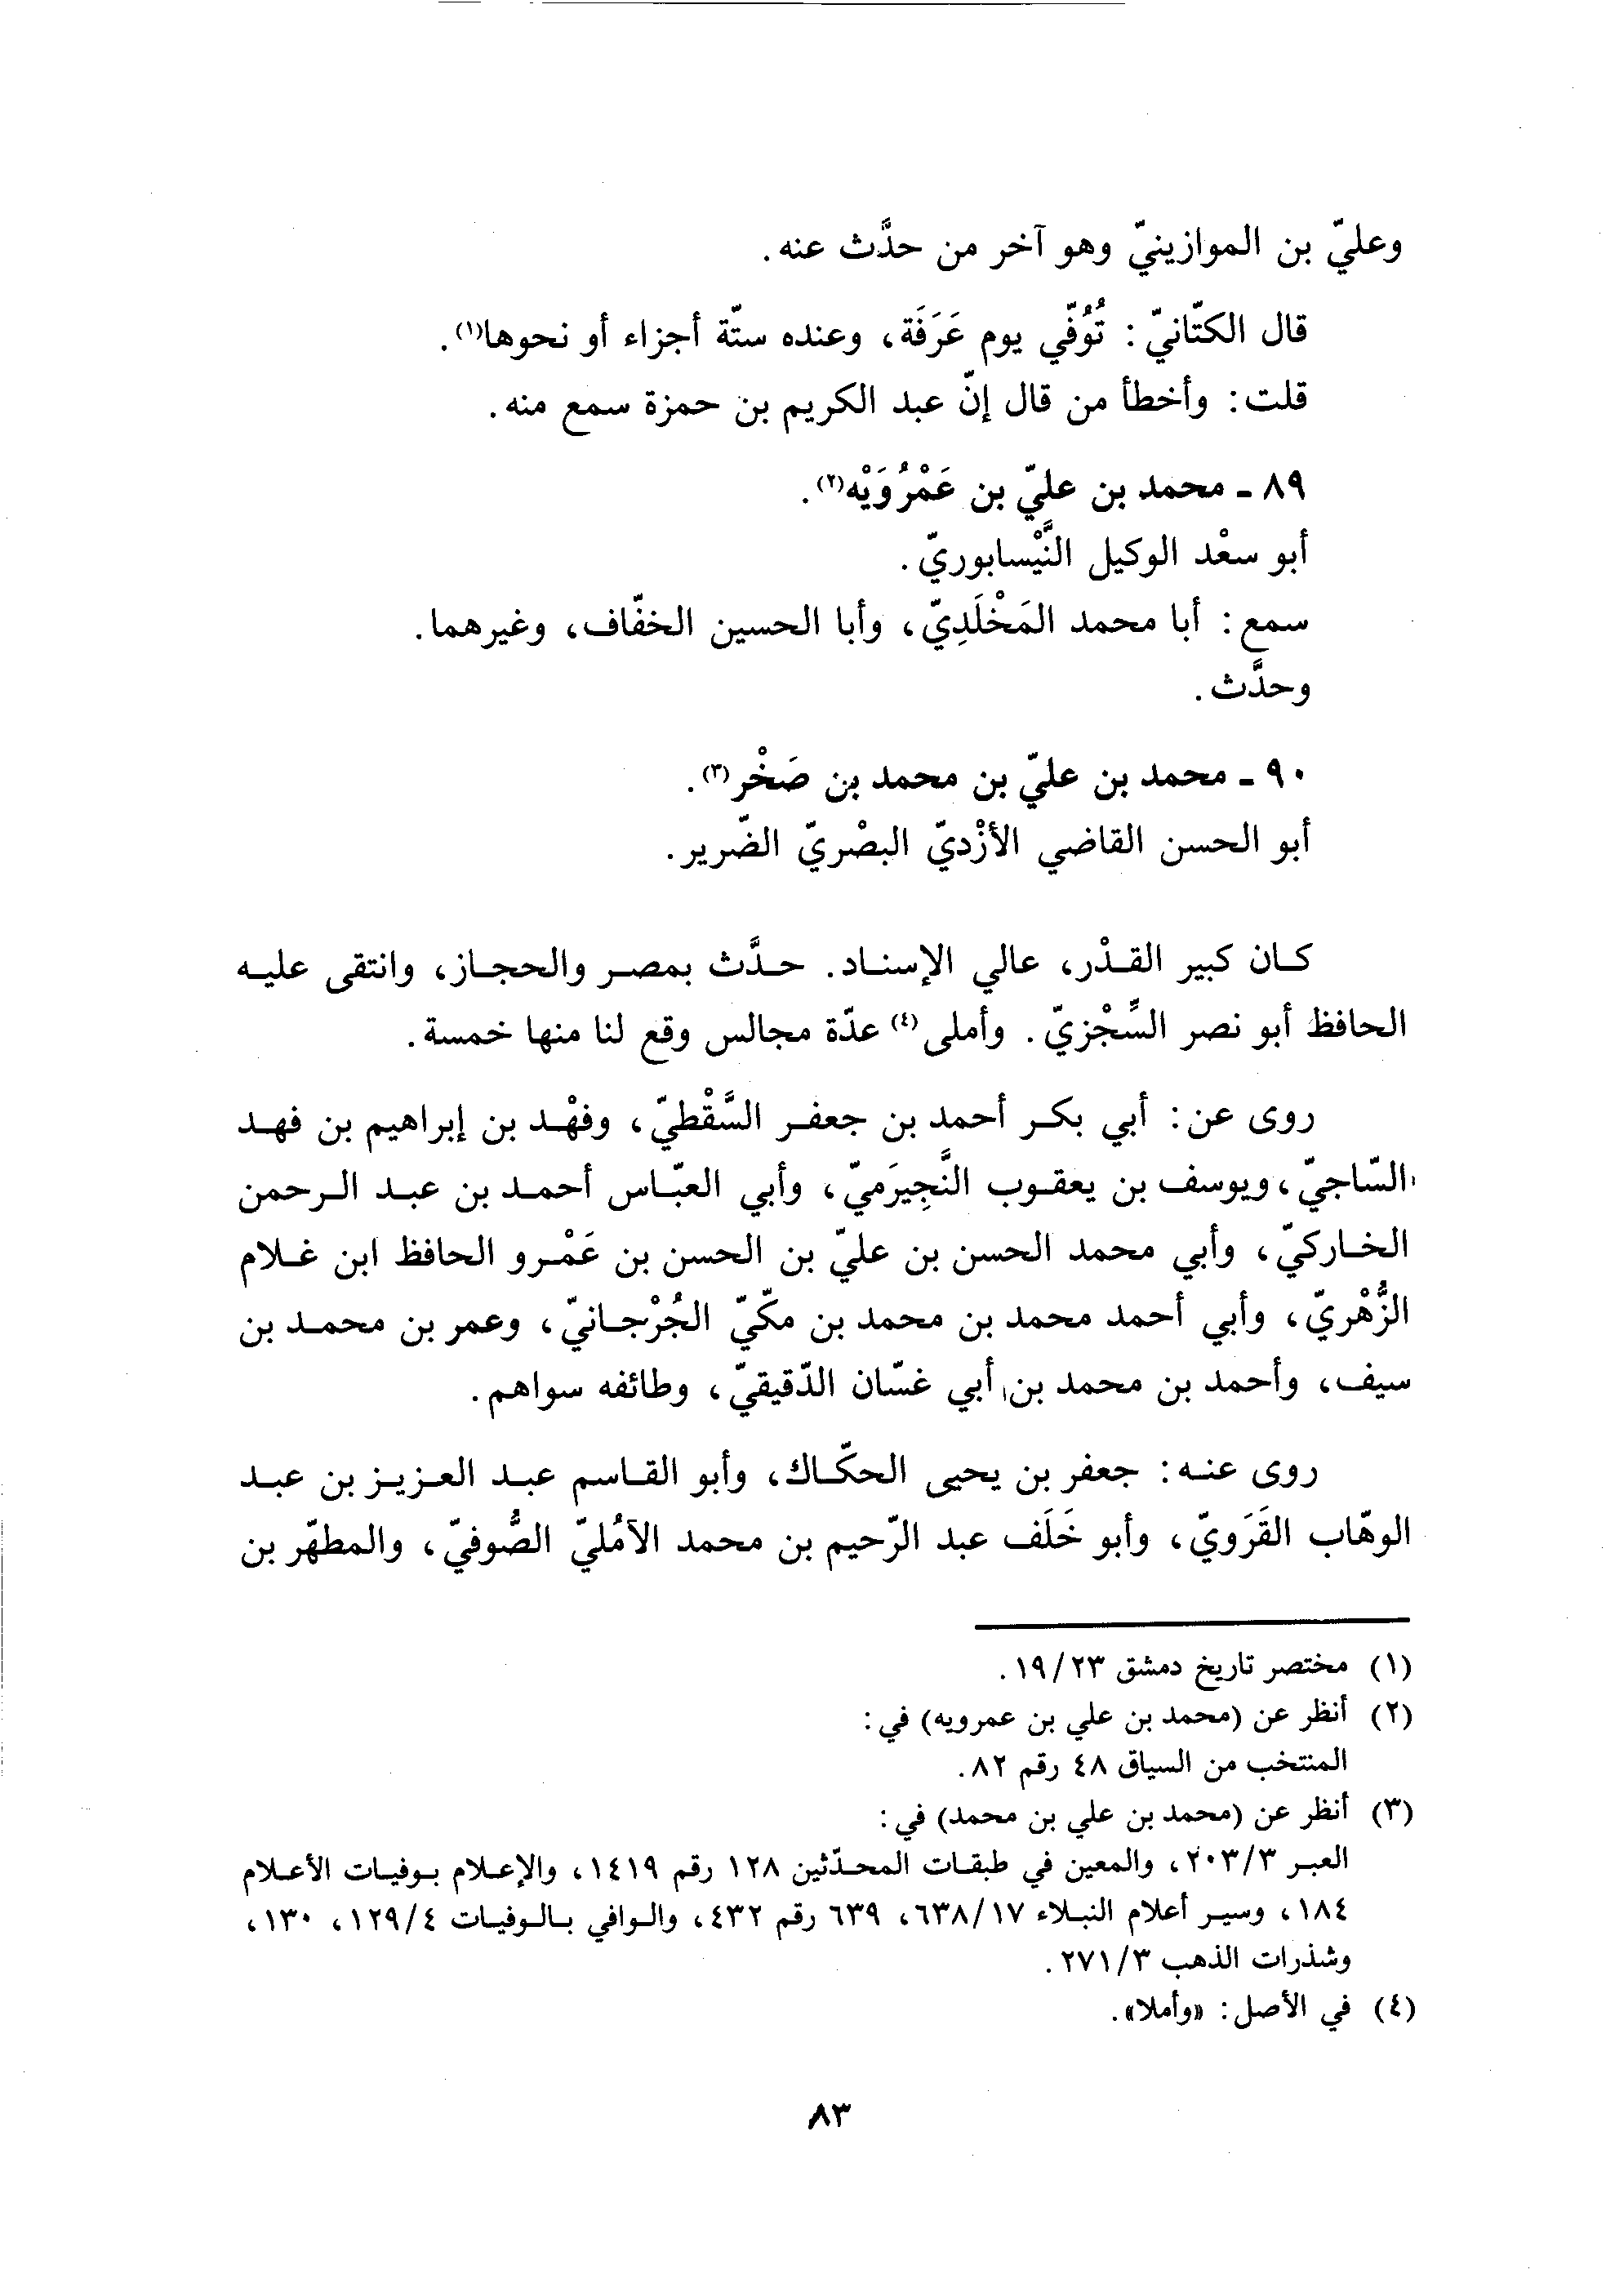 وعليّ بن الموازينيّ وهو آخر من حدَّث عنه.
قال الكتّانيّ: تُوُفّي يوم عَرَفَة، وعنده ستّة أجزاء أو نحوها(١).
قلت: وأخطأ من قال إنّ عبد الكريم بن حمزة سمع منه.
٨٩ ـ محمد بن عليّ بن عَمْرُوَيْه(٢).
أبو سعْد الوكيل النَّيْسابوريّ.
سمع: أبا محمد المَخْلَدِيّ، وأبا الحسين الخفّاف، وغيرهما.
وحدَّث.
٩٠ ـ محمد بن عليّ بن محمد بن صَخْر(٣).
أبو الحسن القاضي الأزْديّ البصْريّ الضّرير.
كان كبير القدْر، عالي الإسناد. حدَّث بمصر والحجاز، وانتقى عليه
الحافظ أبو نصر السِّجْزيّ. وأملى(٤) عدّة مجالس وقع لنا منها خمسة.
روى عن: أبي بكر أحمد بن جعفر السَّقْطيّ، وفهْد بن إبراهيم بن فهد
السّاجيّ، ويوسف بن يعقوب النَّجِيرَميّ، وأبي العبّاس أحمد بن عبد الرحمن
الخاركيّ، وأبي محمد الحسن بن عليّ بن الحسن بن عَمْرو الحافظ ابن غلام
الزُّهْريّ، وأبي أحمد محمد بن محمد بن مكّيّ الجُرْجانيّ، وعمر بن محمد بن
سيف، وأحمد بن محمد بن أبي غسّان الدّقيقيّ، وطائفه سواهم.
روى عنه: جعفر بن يحيى الحكّاك، وأبو القاسم عبد العزيز بن عبد
الوهّاب القَرَويّ، وأبو خَلَف عبد الرّحيم بن محمد الآمُليّ الصُّوفيّ، والمطهّر بن
(١) مختصر تاريخ دمشق ١٩/٢٣.
(٢) أنظر عن (محمد بن علي بن عمرويه) في:
المنتخب من السياق ٤٨ رقم ٨٢.
(٣) أنظر عن (محمد بن علي بن محمد) في:
العبر ٢٠٣/٣، والمعين في طبقات المحدّثين ١٢٨ رقم ١٤١٩، والإعلام بوفيات الأعلام
١٨٤، وسير أعلام النبلاء ٦٣٨/١٧، ٦٣٩ رقم ٤٣٢، والوافي بالوفيات ١٢٩/٤، ١٣٠،
وشذرات الذهب ٢٧١/٣.
(٤) في الأصل: «وأملا».
٨٣